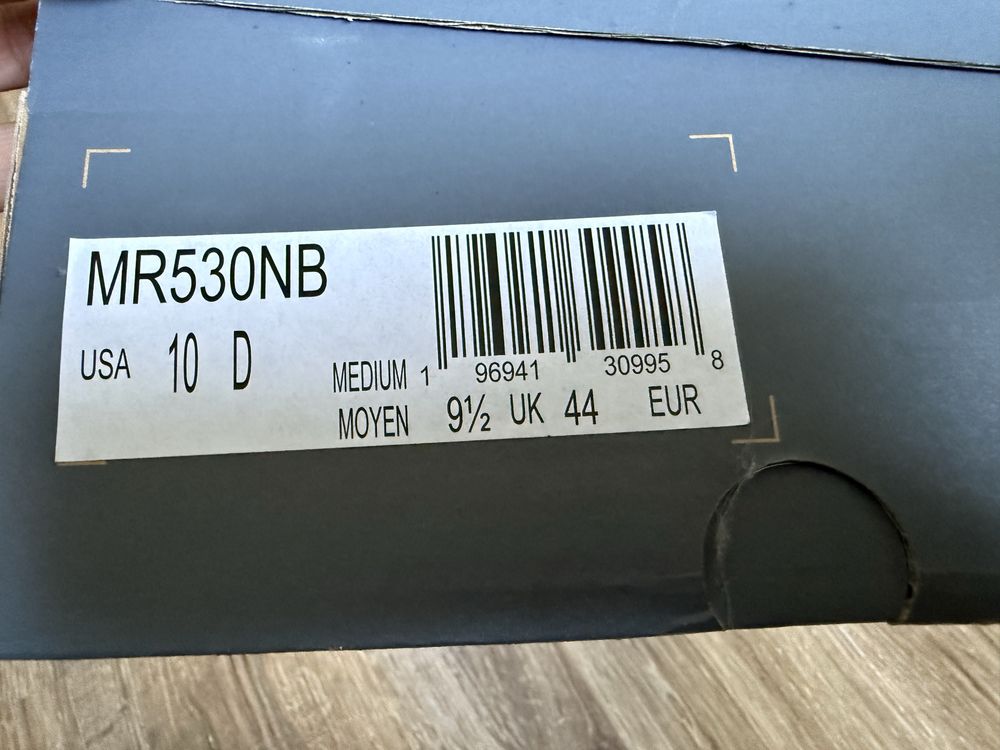 MR530NB
USA 10 D
MEDIUM 1 96941 30995 8
MOYEN 9½ UK 44 EUR